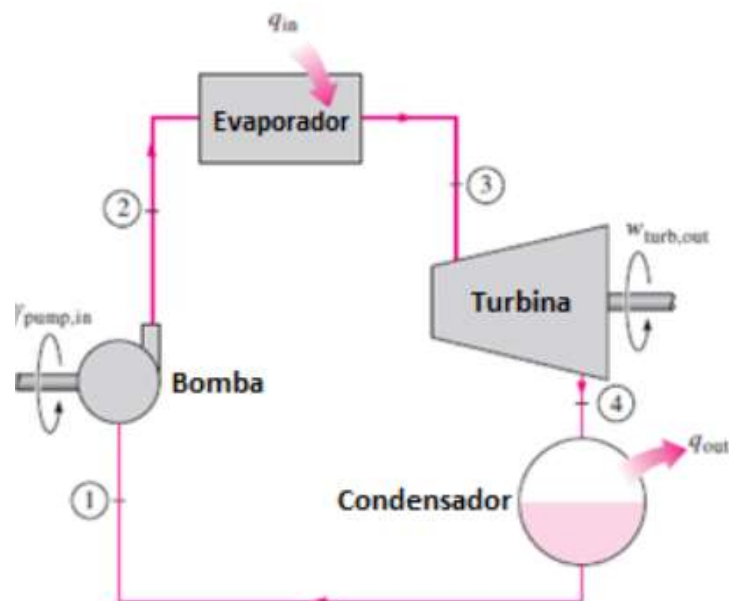 q_in
Evaporador
2
3
w_turb,out
Turbina
pump,in
Bomba
4
q_out
1
Condensador